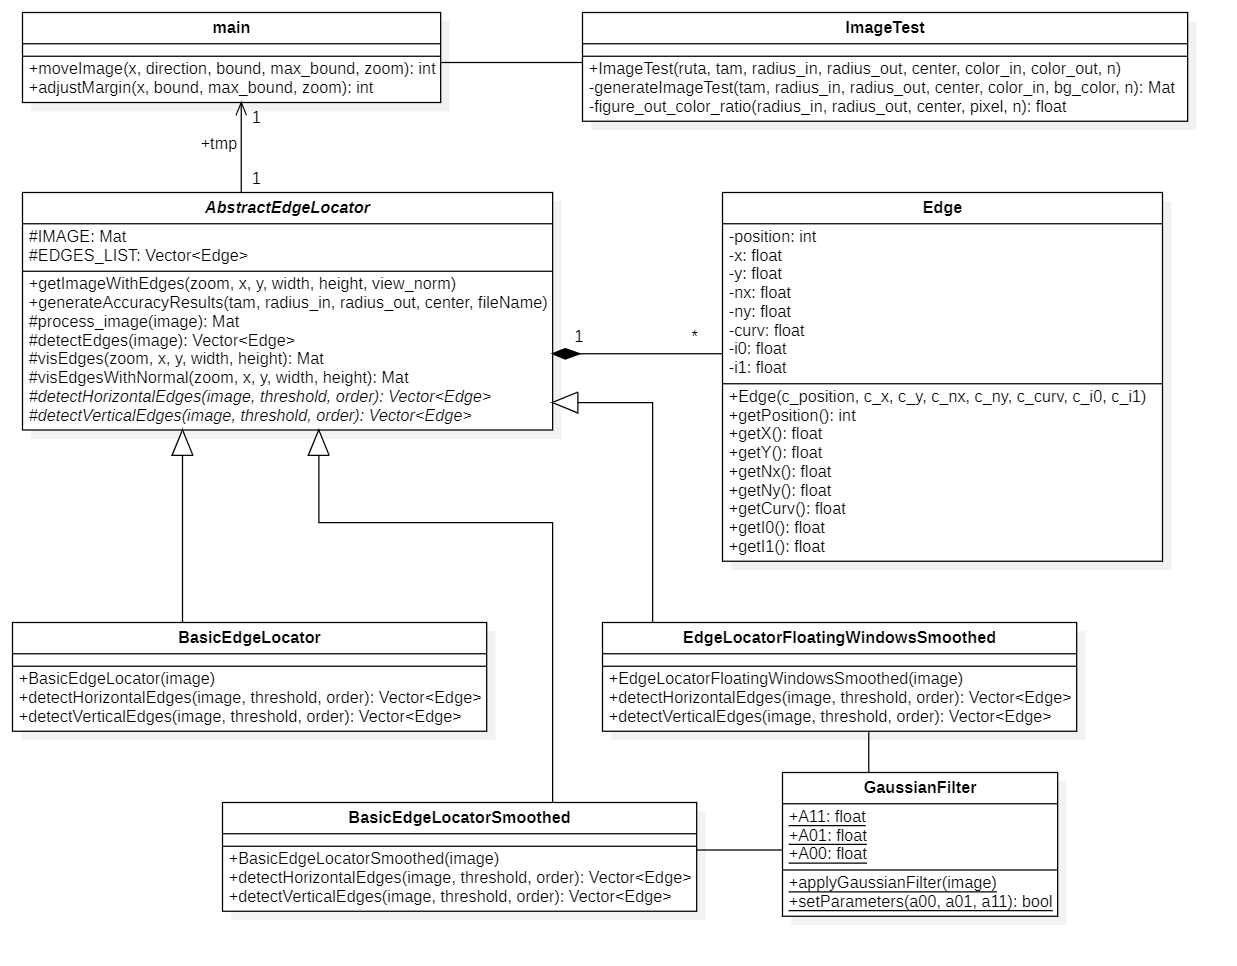 main
+moveImage(x, direction, bound, max_bound, zoom): int
+adjustMargin(x, bound, max_bound, zoom): int
ImageTest
+ImageTest(ruta, tam, radius_in, radius_out, center, color_in, color_out, n)
-generateImageTest(tam, radius_in, radius_out, center, color_in, bg_color, n): Mat
-figure_out_color_ratio(radius_in, radius_out, center, pixel, n): float
1
+tmp
1
AbstractEdgeLocator
#IMAGE: Mat
#EDGES_LIST: Vector<Edge>
+getImageWithEdges(zoom, x, y, width, height, view_norm)
+generateAccuracyResults(tam, radius_in, radius_out, center, fileName)
#process_image(image): Mat
#detectEdges(image): Vector<Edge>
#visEdges(zoom, x, y, width, height): Mat
#visEdgesWithNormal(zoom, x, y, width, height): Mat
#detectHorizontalEdges(image, threshold, order): Vector<Edge>
#detectVerticalEdges(image, threshold, order): Vector<Edge>
1
*
Edge
-position: int
-x: float
-y: float
-nx: float
-ny: float
-curv: float
-i0: float
-i1: float
+Edge(c_position, c_x, c_y, c_nx, c_ny, c_curv, c_i0, c_i1)
+getPosition(): int
+getX(): float
+getY(): float
+getNx(): float
+getNy(): float
+getCurv(): float
+getI0(): float
+getI1(): float
BasicEdgeLocator
+BasicEdgeLocator(image)
+detectHorizontalEdges(image, threshold, order): Vector<Edge>
+detectVerticalEdges(image, threshold, order): Vector<Edge>
EdgeLocatorFloatingWindowsSmoothed
+EdgeLocatorFloatingWindowsSmoothed(image)
+detectHorizontalEdges(image, threshold, order): Vector<Edge>
+detectVerticalEdges(image, threshold, order): Vector<Edge>
BasicEdgeLocatorSmoothed
+BasicEdgeLocatorSmoothed(image)
+detectHorizontalEdges(image, threshold, order): Vector<Edge>
+detectVerticalEdges(image, threshold, order): Vector<Edge>
GaussianFilter
+A11: float
+A01: float
+A00: float
+applyGaussianFilter(image)
+setParameters(a00, a01, a11): bool